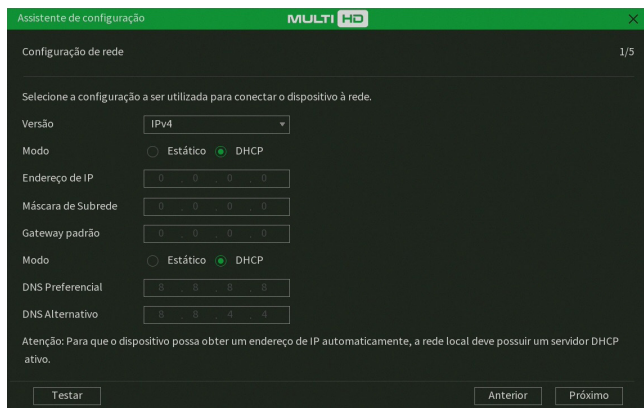 Assistente de configuração MULTI HD
Configuração de rede 1/5
Selecione a configuração a ser utilizada para conectar o dispositivo à rede.
Versão IPv4
Modo Estático DHCP
Endereço de IP 0 . 0 . 0 . 0
Máscara de Subrede 0 . 0 . 0 . 0
Gateway padrão 0 . 0 . 0 . 0
Modo Estático DHCP
DNS Preferencial 8 . 8 . 8 . 8
DNS Alternativo 8 . 8 . 4 . 4
Atenção: Para que o dispositivo possa obter um endereço de IP automaticamente, a rede local deve possuir um servidor DHCP
ativo.
Testar Anterior Próximo